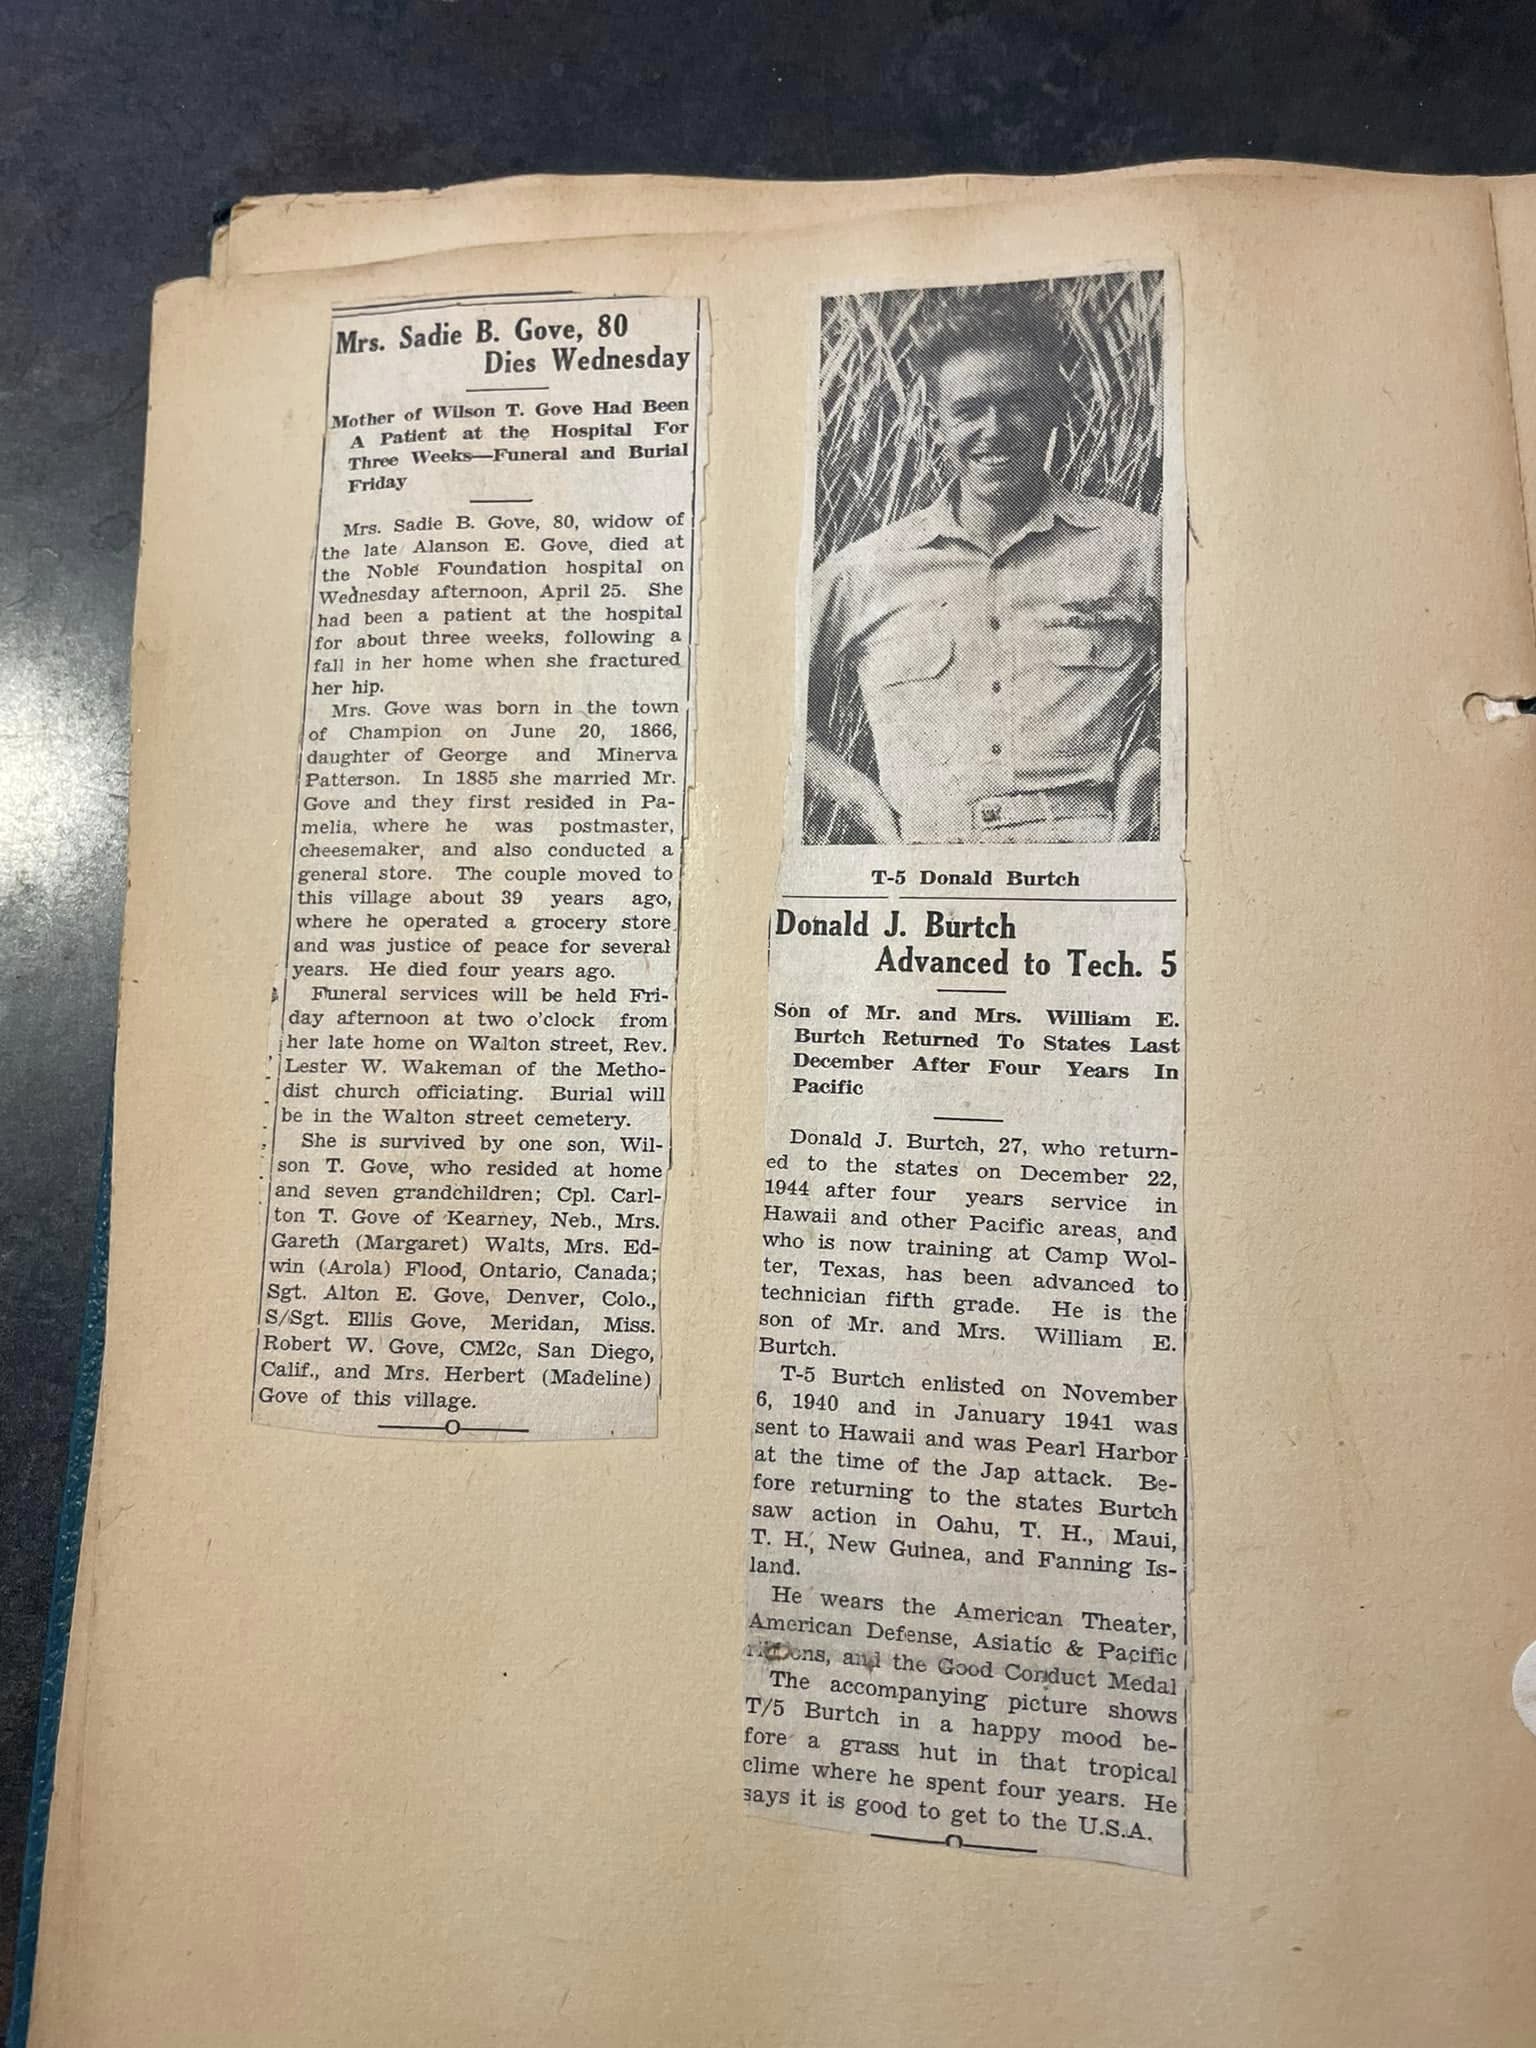 Mrs. Sadie B. Gove, 80
Dies Wednesday
Mother of Wilson T. Gove Had Been
A Patient at the Hospital For
Three Weeks—Funeral and Burial
Friday
Mrs. Sadie B. Gove, 80, widow of
the late Alanson E. Gove, died at
the Noble Foundation hospital on
Wednesday afternoon, April 25. She
had been a patient at the hospital
for about three weeks, following a
fall in her home when she fractured
her hip.
Mrs. Gove was born in the town
of Champion on June 20, 1866,
daughter of George and Minerva
Patterson. In 1885 she married Mr.
Gove and they first resided in Pa-
melia, where he was postmaster,
cheesemaker, and also conducted a
general store. The couple moved to
this village about 39 years ago,
where he operated a grocery store
and was justice of peace for several
years. He died four years ago.
Funeral services will be held Fri-
day afternoon at two o'clock from
her late home on Walton street, Rev.
Lester W. Wakeman of the Metho-
dist church officiating. Burial will
be in the Walton street cemetery.
She is survived by one son, Wil-
son T. Gove, who resided at home
and seven grandchildren; Cpl. Carl-
ton T. Gove of Kearney, Neb., Mrs.
Gareth (Margaret) Walts, Mrs. Ed-
win (Arola) Flood, Ontario, Canada;
Sgt. Alton E. Gove, Denver, Colo.,
S/Sgt. Ellis Gove, Meridan, Miss.
Robert W. Gove, CM2c, San Diego,
Calif., and Mrs. Herbert (Madeline)
Gove of this village.
T-5 Donald Burtch
Donald J. Burtch
Advanced to Tech. 5
Son of Mr. and Mrs. William E.
Burtch Returned To States Last
December After Four Years In
Pacific
Donald J. Burtch, 27, who return-
ed to the states on December 22,
1944 after four years service in
Hawaii and other Pacific areas, and
who is now training at Camp Wol-
ter, Texas, has been advanced to
technician fifth grade. He is the
son of Mr. and Mrs. William E.
Burtch.
T-5 Burtch enlisted on November
6, 1940 and in January 1941 was
sent to Hawaii and was Pearl Harbor
at the time of the Jap attack. Be-
fore returning to the states Burtch
saw action in Oahu, T. H., Maui,
T. H., New Guinea, and Fanning Is-
land.
He wears the American Theater,
American Defense, Asiatic & Pacific
ribbons, and the Good Conduct Medal
The accompanying picture shows
T/5 Burtch in a happy mood be-
fore a grass hut in that tropical
clime where he spent four years. He
says it is good to get to the U.S.A.